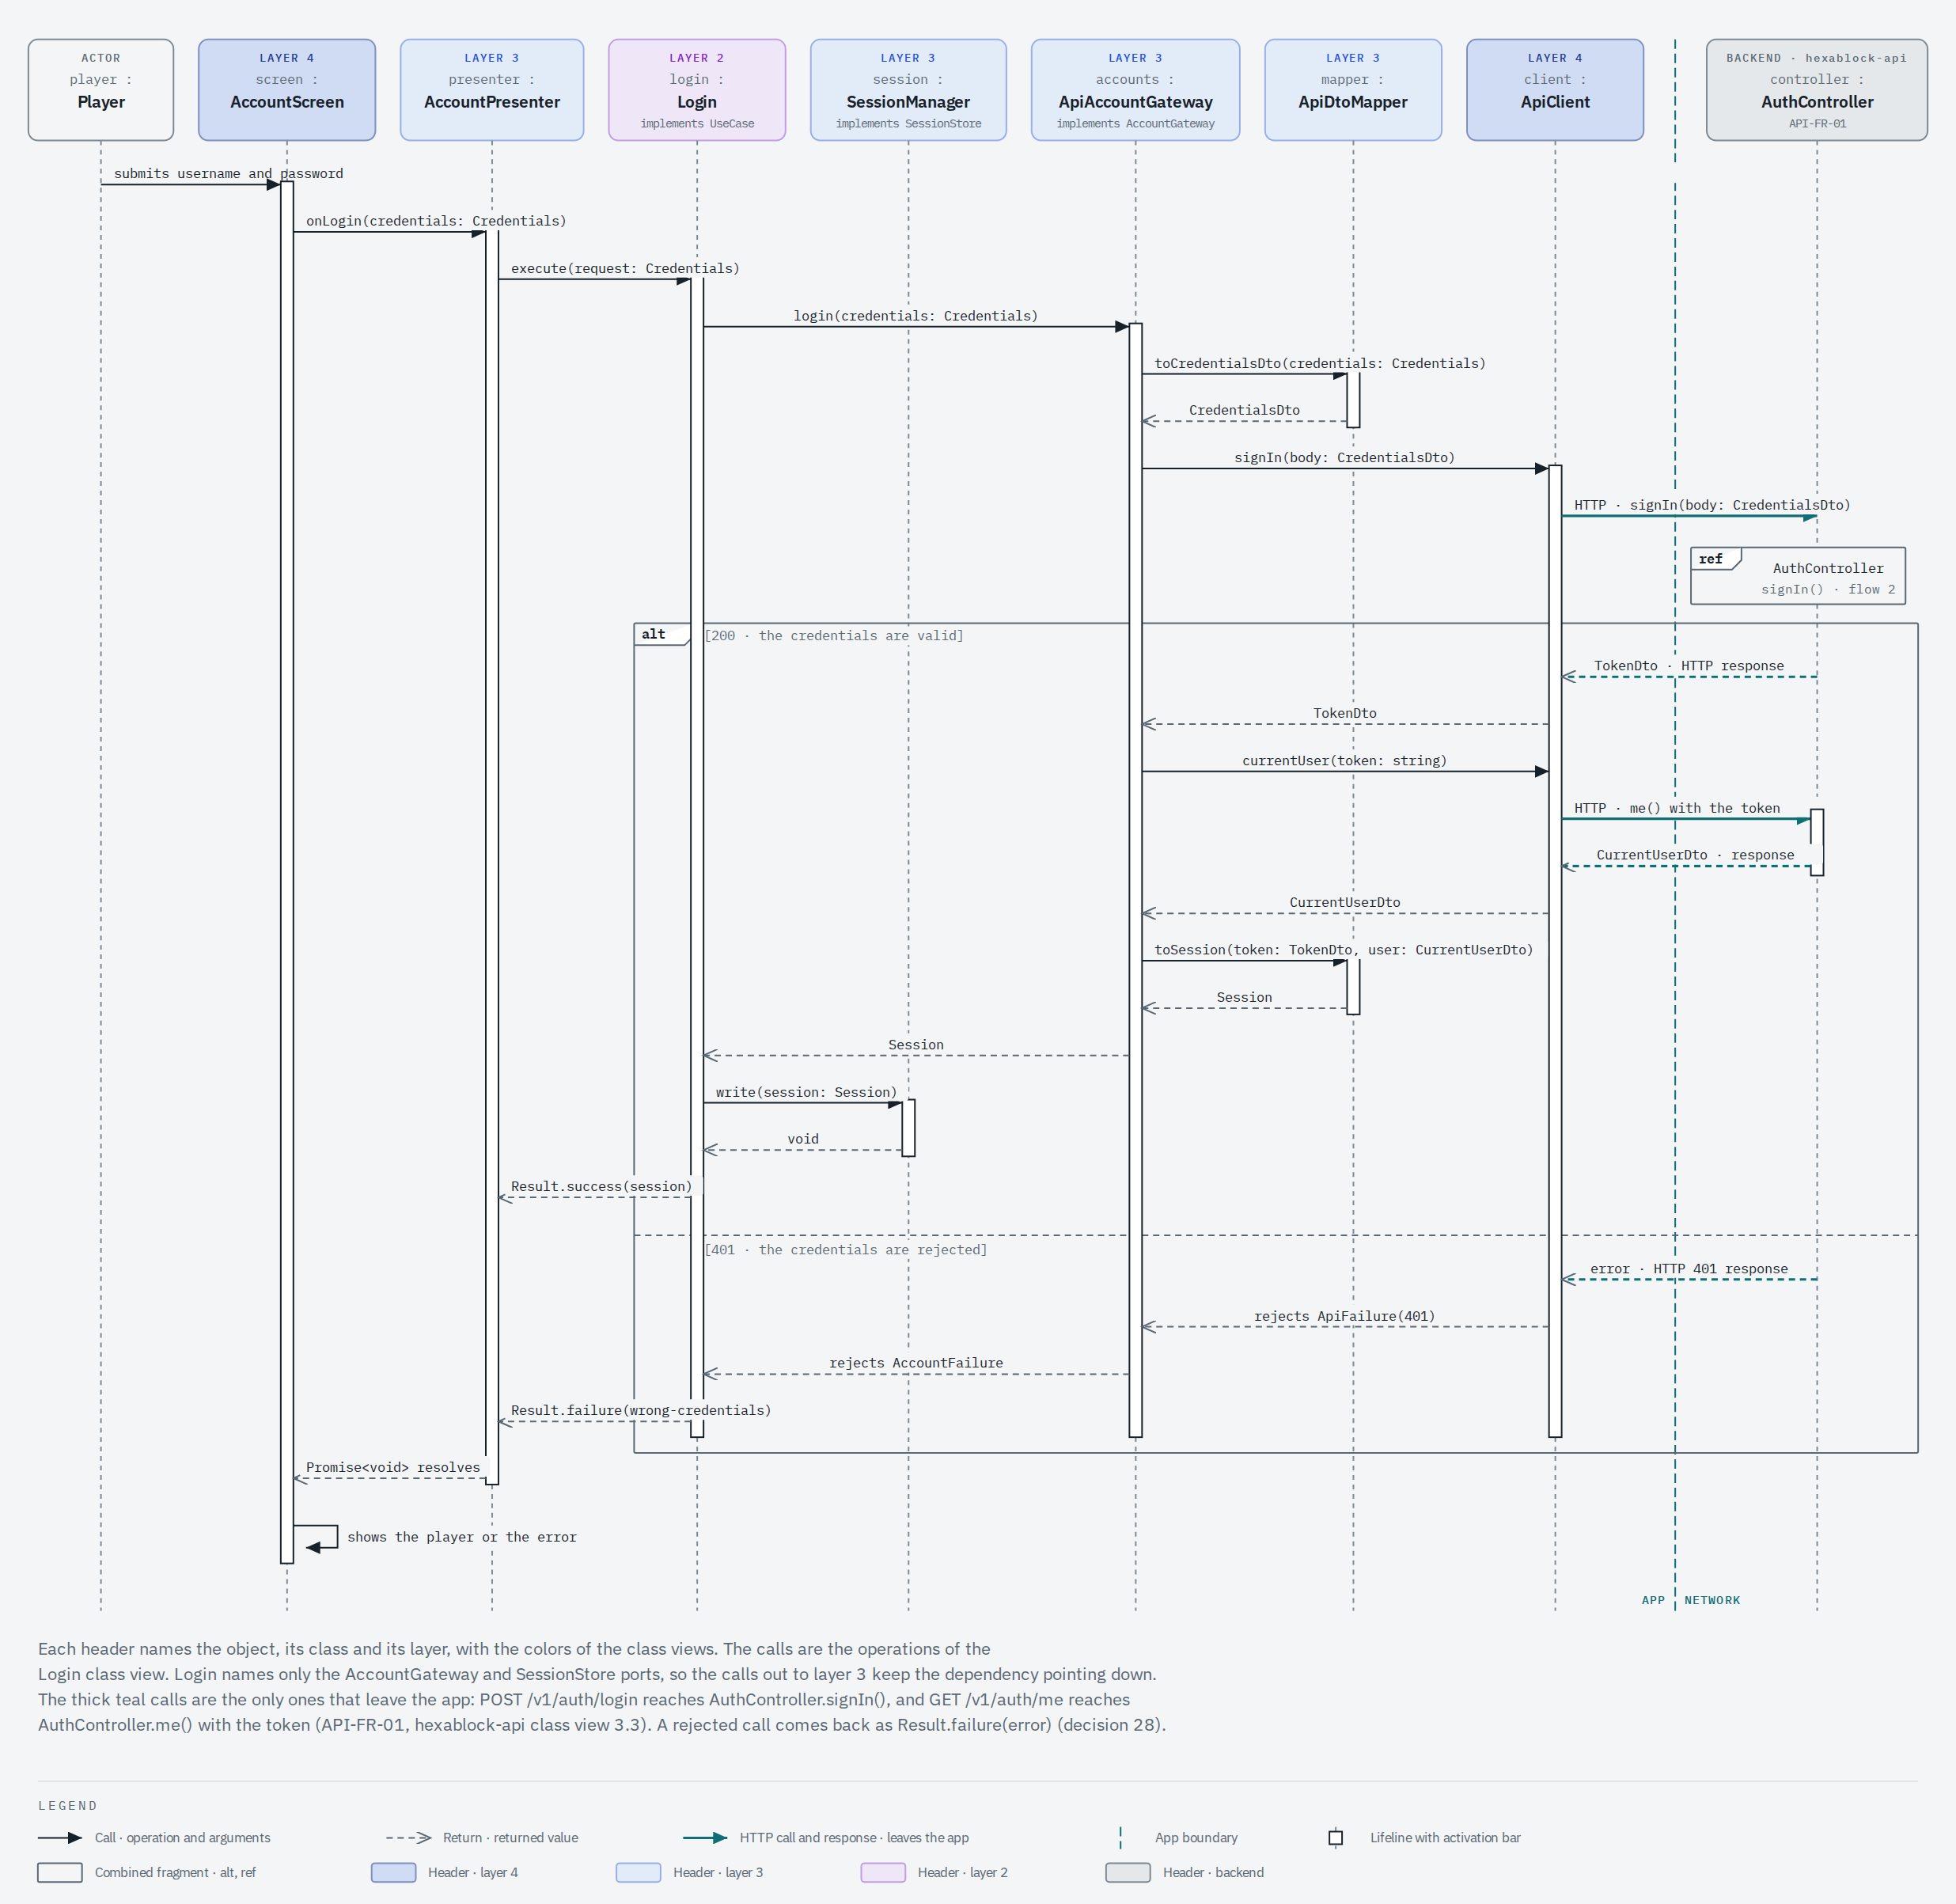 ACTOR
player :
Player
LAYER 4
screen :
AccountScreen
LAYER 3
presenter :
AccountPresenter
LAYER 2
login :
Login
implements UseCase
LAYER 3
session :
SessionManager
implements SessionStore
LAYER 3
accounts :
ApiAccountGateway
implements AccountGateway
LAYER 3
mapper :
ApiDtoMapper
LAYER 4
client :
ApiClient
BACKEND · hexablock-api
controller :
AuthController
API-FR-01
submits username and password
onLogin(credentials: Credentials)
execute(request: Credentials)
login(credentials: Credentials)
toCredentialsDto(credentials: Credentials)
CredentialsDto
signIn(body: CredentialsDto)
HTTP · signIn(body: CredentialsDto)
ref
AuthController
signIn() · flow 2
alt
[200 · the credentials are valid]
TokenDto · HTTP response
TokenDto
currentUser(token: string)
HTTP · me() with the token
CurrentUserDto · response
CurrentUserDto
toSession(token: TokenDto, user: CurrentUserDto)
Session
Session
write(session: Session)
void
Result.success(session)
[401 · the credentials are rejected]
error · HTTP 401 response
rejects ApiFailure(401)
rejects AccountFailure
Result.failure(wrong-credentials)
Promise<void> resolves
shows the player or the error
APP
NETWORK
Each header names the object, its class and its layer, with the colors of the class views. The calls are the operations of the
Login class view. Login names only the AccountGateway and SessionStore ports, so the calls out to layer 3 keep the dependency pointing down.
The thick teal calls are the only ones that leave the app: POST /v1/auth/login reaches AuthController.signIn(), and GET /v1/auth/me reaches
AuthController.me() with the token (API-FR-01, hexablock-api class view 3.3). A rejected call comes back as Result.failure(error) (decision 28).
LEGEND
Call · operation and arguments
Return · returned value
HTTP call and response · leaves the app
App boundary
Lifeline with activation bar
Combined fragment · alt, ref
Header · layer 4
Header · layer 3
Header · layer 2
Header · backend